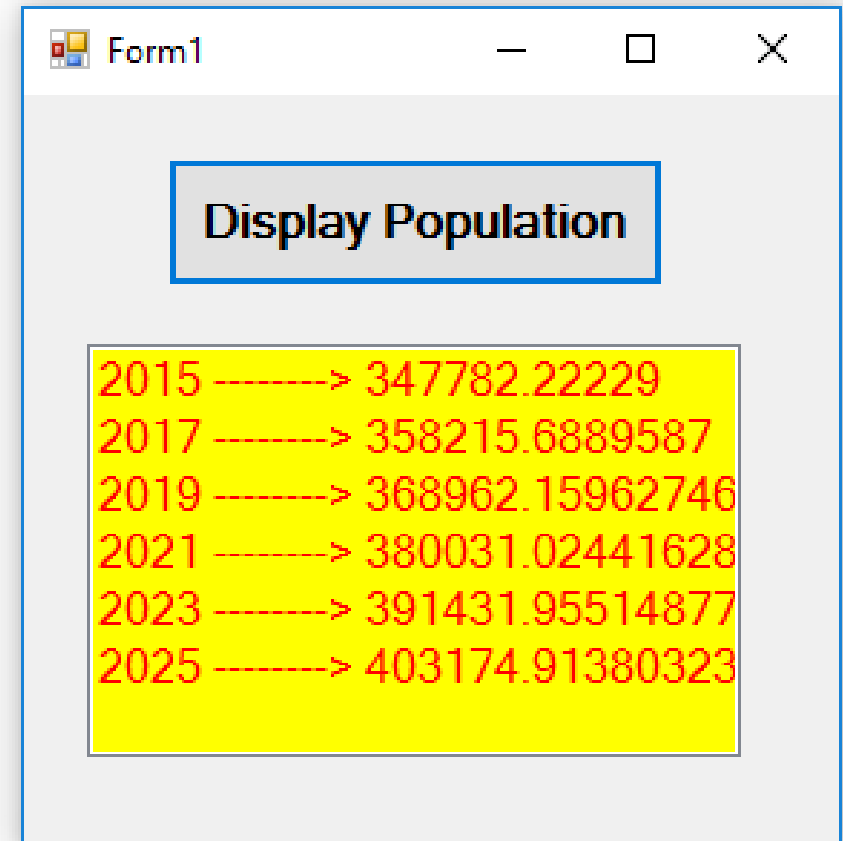 Form1
Display Population
2015 --------> 347782.22229
2017 --------> 358215.6889587
2019 --------> 368962.15962746
2021 --------> 380031.02441628
2023 --------> 391431.95514877
2025 --------> 403174.91380323